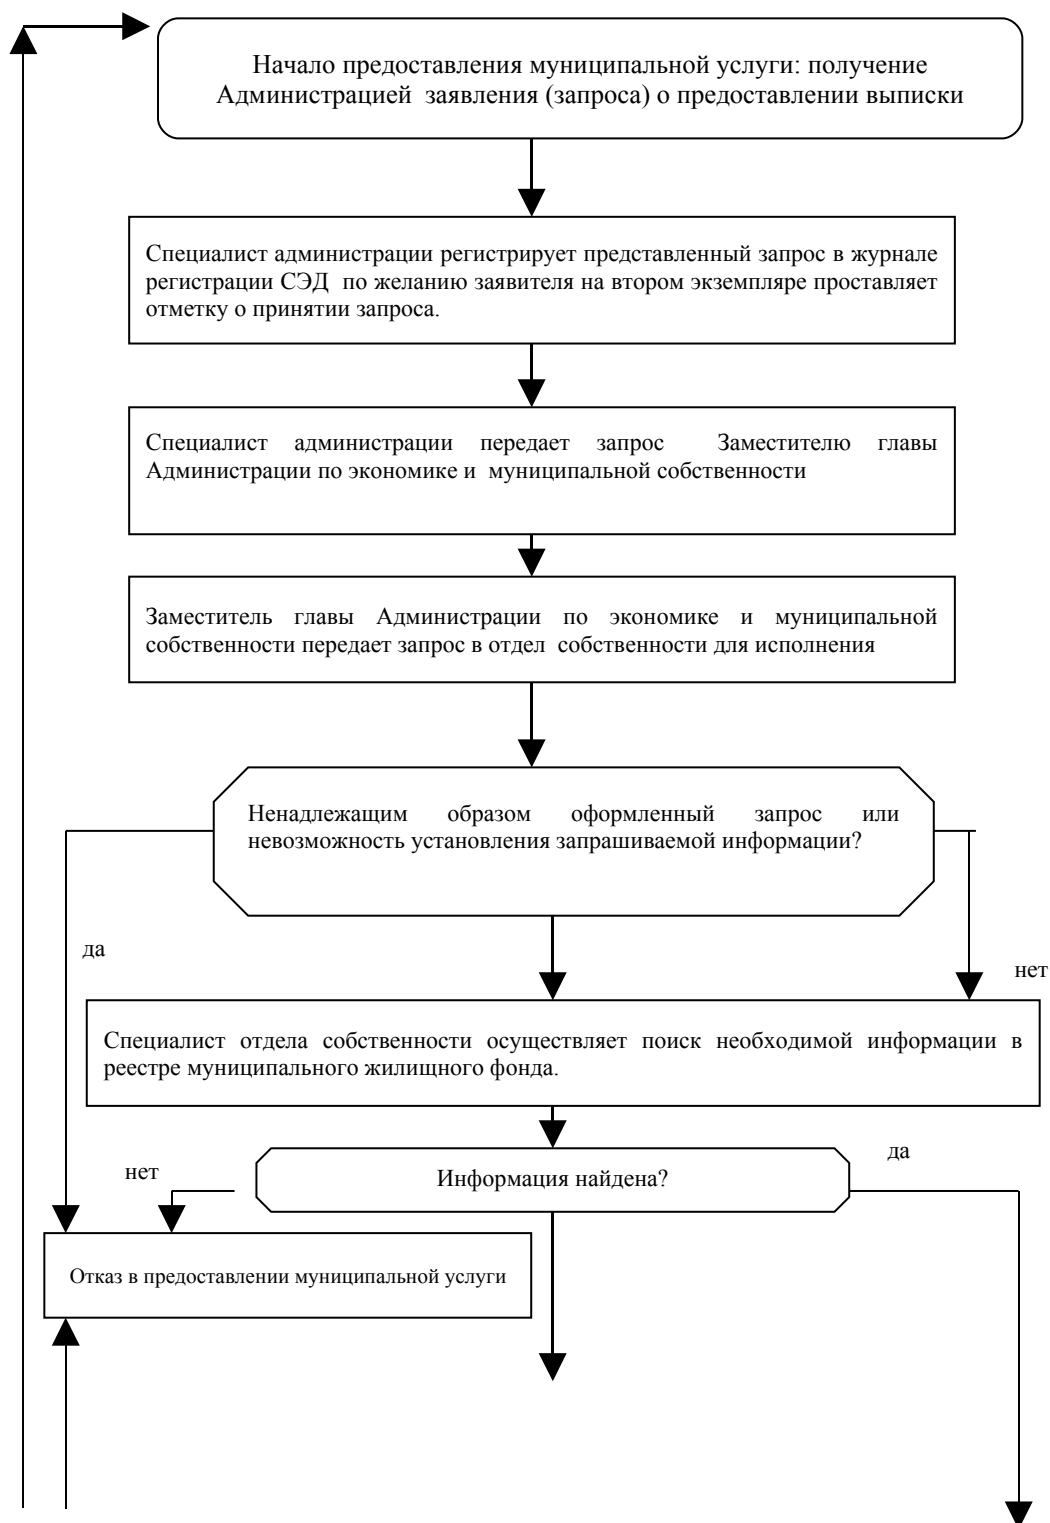 Начало предоставления муниципальной услуги: получение
Администрацией заявления (запроса) о предоставлении выписки
Специалист администрации регистрирует представленный запрос в журнале
регистрации СЭД по желанию заявителя на втором экземпляре проставляет
отметку о принятии запроса.
Специалист администрации передает запрос Заместителю главы
Администрации по экономике и муниципальной собственности
Заместитель главы Администрации по экономике и муниципальной
собственности передает запрос в отдел собственности для исполнения
Ненадлежащим образом оформленный запрос или
невозможность установления запрашиваемой информации?
да
нет
Специалист отдела собственности осуществляет поиск необходимой информации в
реестре муниципального жилищного фонда.
нет
Информация найдена?
да
Отказ в предоставлении муниципальной услуги